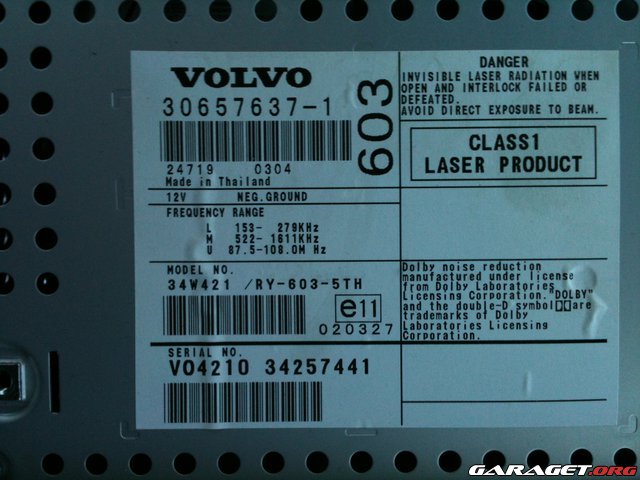 VOLVO
30657637-1
603
24719 0304
Made in Thailand
12V NEG.GROUND
FREQUENCY RANGE
L 153- 279KHz
M 522- 1611KHz
U 87.5-108.0M Hz
MODEL NO.
34W421 /RY-603-5TH
e11
020327
SERIAL NO.
V04210 34257441
DANGER
INVISIBLE LASER RADIATION WHEN
OPEN AND INTERLOCK FAILED OR
DEFEATED.
AVOID DIRECT EXPOSURE TO BEAM.
CLASS1
LASER PRODUCT
Dolby noise reduction
manufactured under license
from Dolby Laboratories
Licensing Corporation. "DOLBY"
and the double-D symbol are
trademarks of Dolby
Laboratories Licensing
Corporation.
GARAGET.ORG